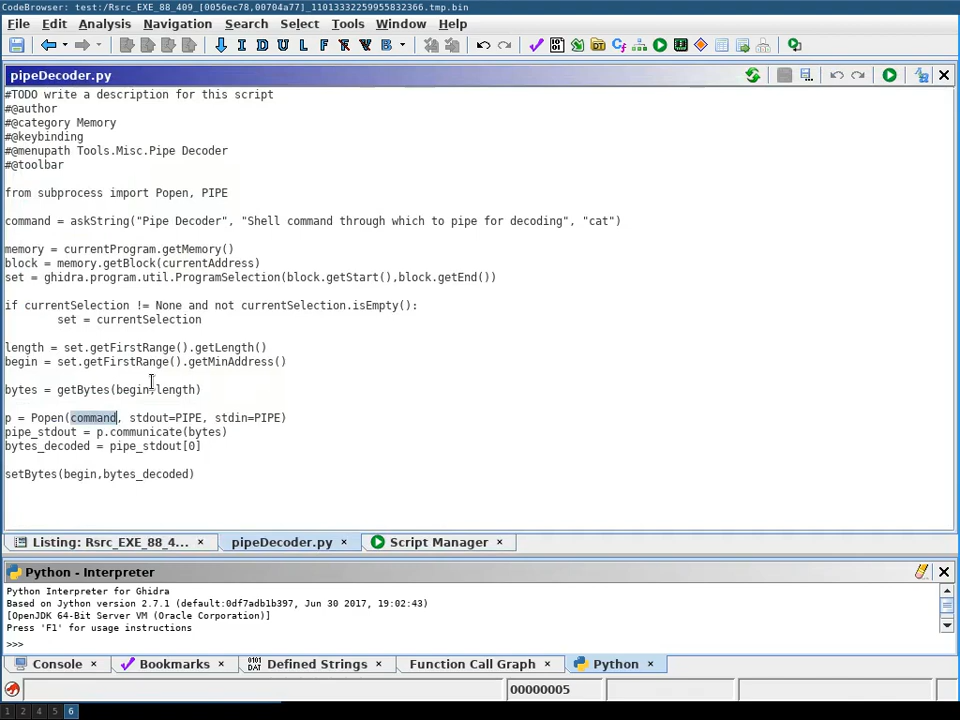 CodeBrowser: test:/Rsrc_EXE_88_409_[0056ec78,00704a77]_11013332259955832366.tmp.bin
File Edit Analysis Navigation Search Select Tools Window Help
I D U L F V B
pipeDecoder.py
#TODO write a description for this script
#@author
#@category Memory
#@keybinding
#@menupath Tools.Misc.Pipe Decoder
#@toolbar
from subprocess import Popen, PIPE
command = askString("Pipe Decoder", "Shell command through which to pipe for decoding", "cat")
memory = currentProgram.getMemory()
block = memory.getBlock(currentAddress)
set = ghidra.program.util.ProgramSelection(block.getStart(),block.getEnd())
if currentSelection != None and not currentSelection.isEmpty():
set = currentSelection
length = set.getFirstRange().getLength()
begin = set.getFirstRange().getMinAddress()
bytes = getBytes(begin,length)
p = Popen(command, stdout=PIPE, stdin=PIPE)
pipe_stdout = p.communicate(bytes)
bytes_decoded = pipe_stdout[0]
setBytes(begin,bytes_decoded)
Listing: Rsrc_EXE_88_4... × pipeDecoder.py × Script Manager ×
Python - Interpreter
Python Interpreter for Ghidra
Based on Jython version 2.7.1 (default:0df7adb1b397, Jun 30 2017, 19:02:43)
[OpenJDK 64-Bit Server VM (Oracle Corporation)]
Press 'F1' for usage instructions
>>>
Console × Bookmarks × Defined Strings × Function Call Graph × Python ×
00000005
1 2 3 4 5 6